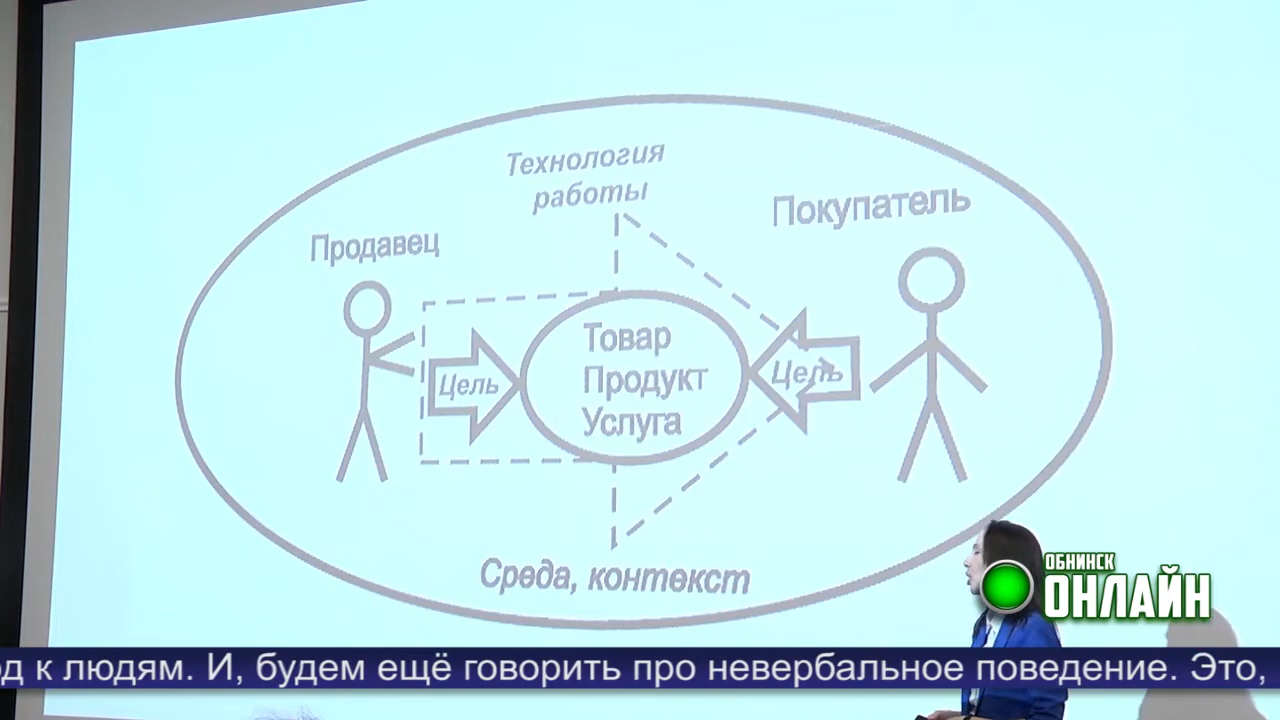 Технология
работы
Покупатель
Продавец
Товар
Продукт
Услуга
Цель
Цель
Среда, контекст
ОБНИНСК
ОНЛАЙН
к людям. И, будем ещё говорить про невербальное поведение. Это,